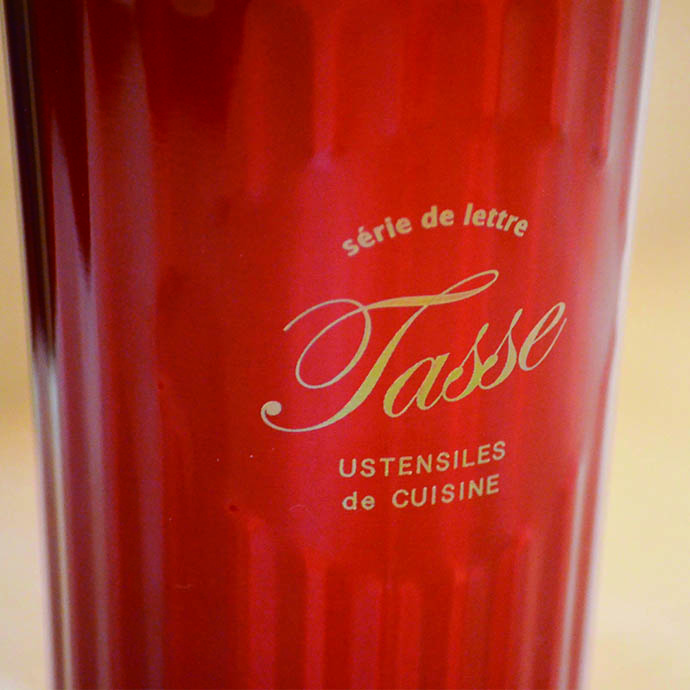 série de lettre
Tasse
USTENSILES
de CUISINE